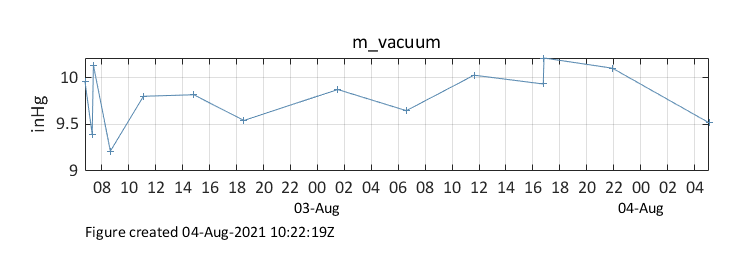 m_vacuum
10
9.5
9
inHg
08 10 12 14 16 18 20 22 00 02 04 06 08 10 12 14 16 18 20 22 00 02 04
03-Aug 04-Aug
Figure created 04-Aug-2021 10:22:19Z